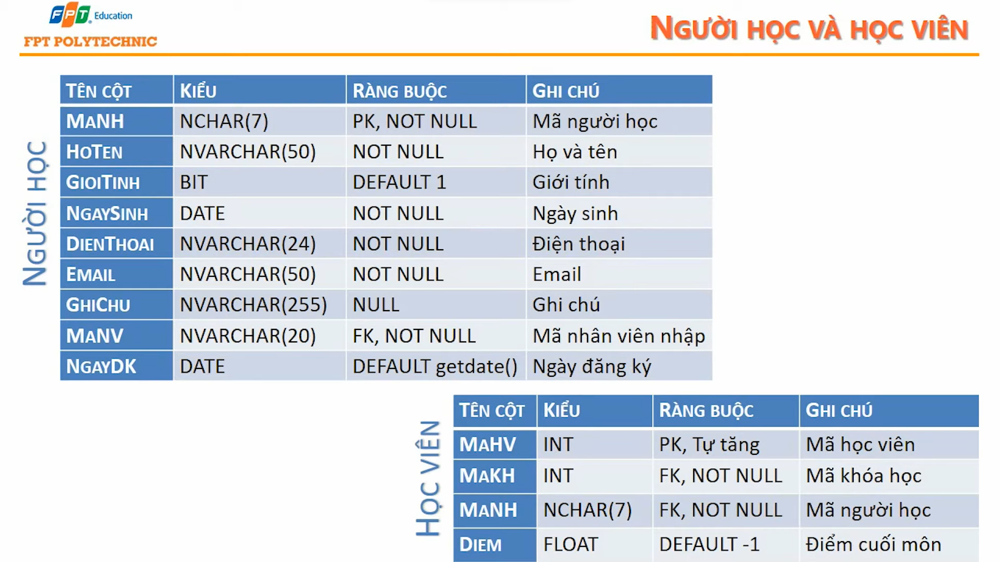 FPT Education
FPT POLYTECHNIC
NGƯỜI HỌC VÀ HỌC VIÊN
NGƯỜI HỌC
TÊN CỘT KIỂU RÀNG BUỘC GHI CHÚ
MANH NCHAR(7) PK, NOT NULL Mã người học
HOTEN NVARCHAR(50) NOT NULL Họ và tên
GIOITINH BIT DEFAULT 1 Giới tính
NGAYSINH DATE NOT NULL Ngày sinh
DIENTHOAI NVARCHAR(24) NOT NULL Điện thoại
EMAIL NVARCHAR(50) NOT NULL Email
GHICHU NVARCHAR(255) NULL Ghi chú
MANV NVARCHAR(20) FK, NOT NULL Mã nhân viên nhập
NGAYDK DATE DEFAULT getdate() Ngày đăng ký
HỌC VIÊN
TÊN CỘT KIỂU RÀNG BUỘC GHI CHÚ
MAHV INT PK, Tự tăng Mã học viên
MAKH INT FK, NOT NULL Mã khóa học
MANH NCHAR(7) FK, NOT NULL Mã người học
DIEM FLOAT DEFAULT -1 Điểm cuối môn